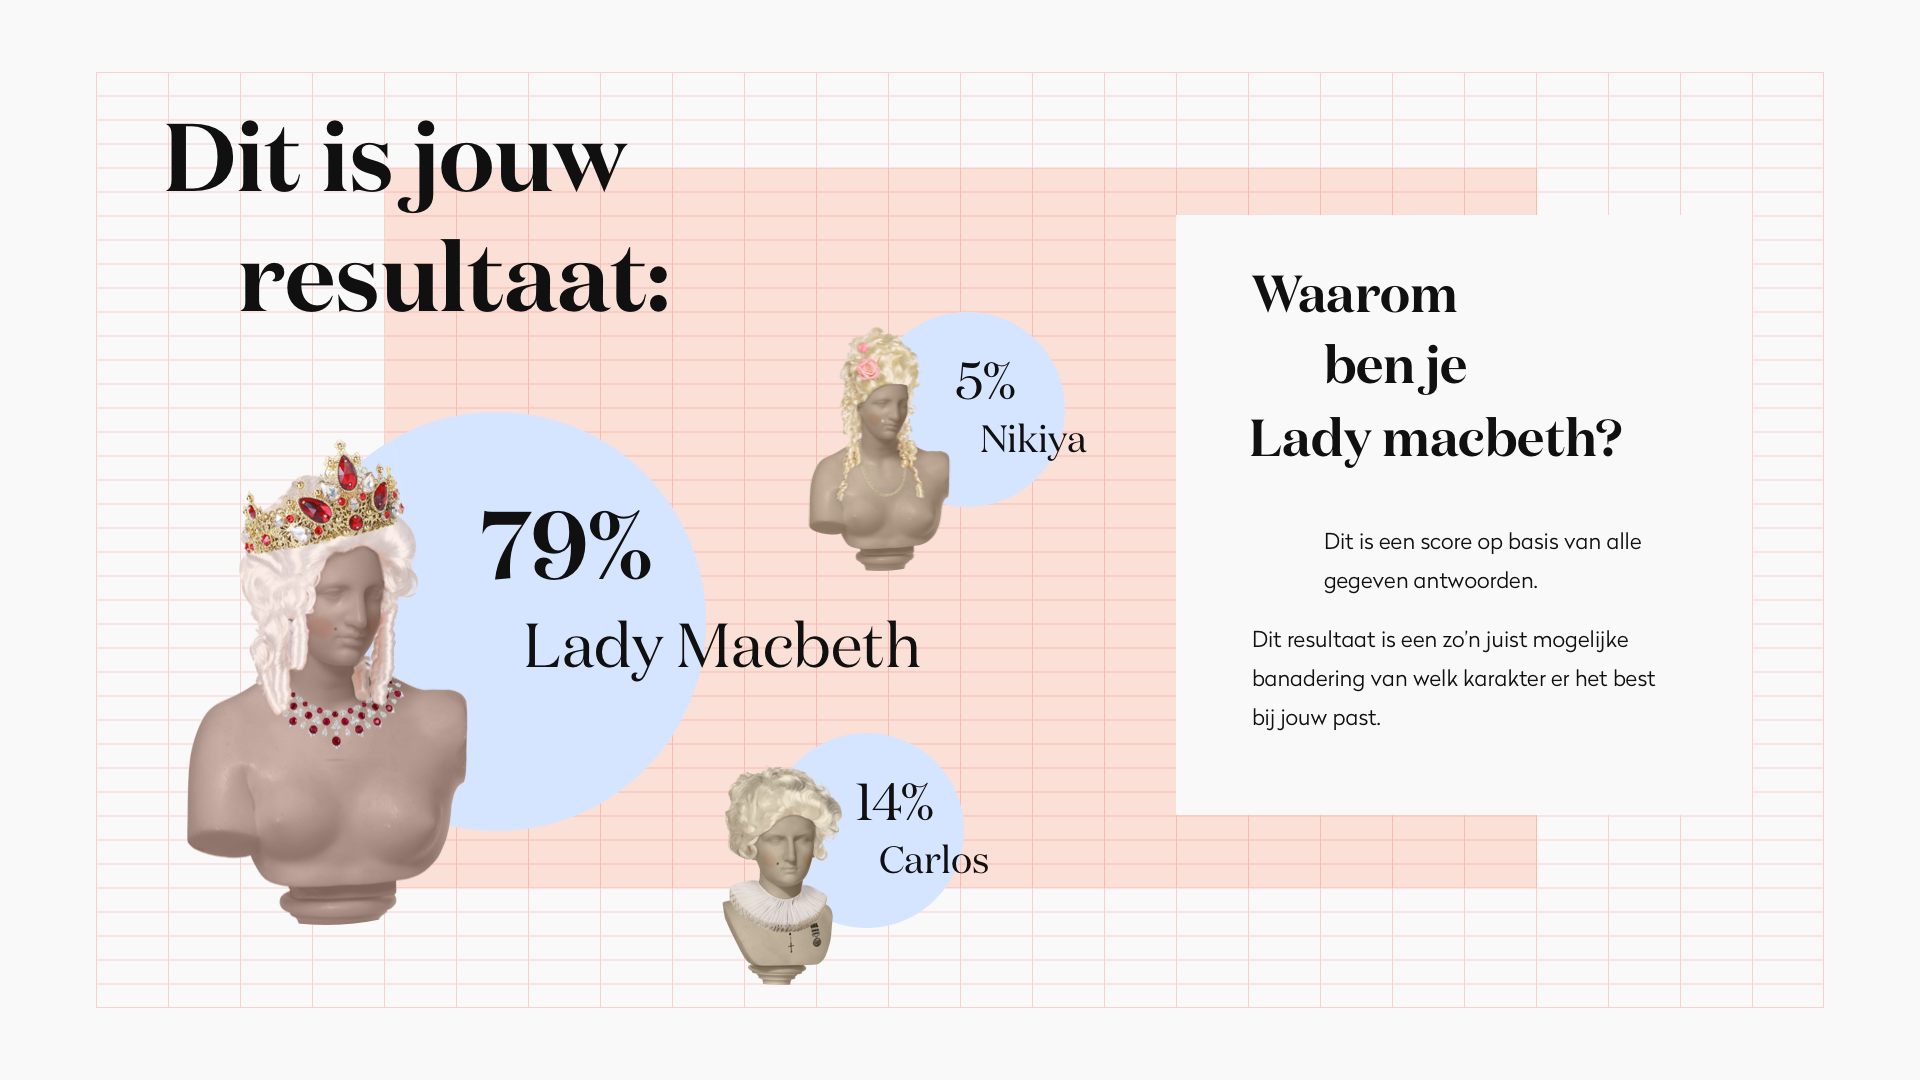 Dit is jouw
resultaat:
5%
Nikiya
79%
Lady Macbeth
14%
Carlos
Waarom
ben je
Lady macbeth?
Dit is een score op basis van alle
gegeven antwoorden.
Dit resultaat is een zo'n juist mogelijke
banadering van welk karakter er het best
bij jouw past.